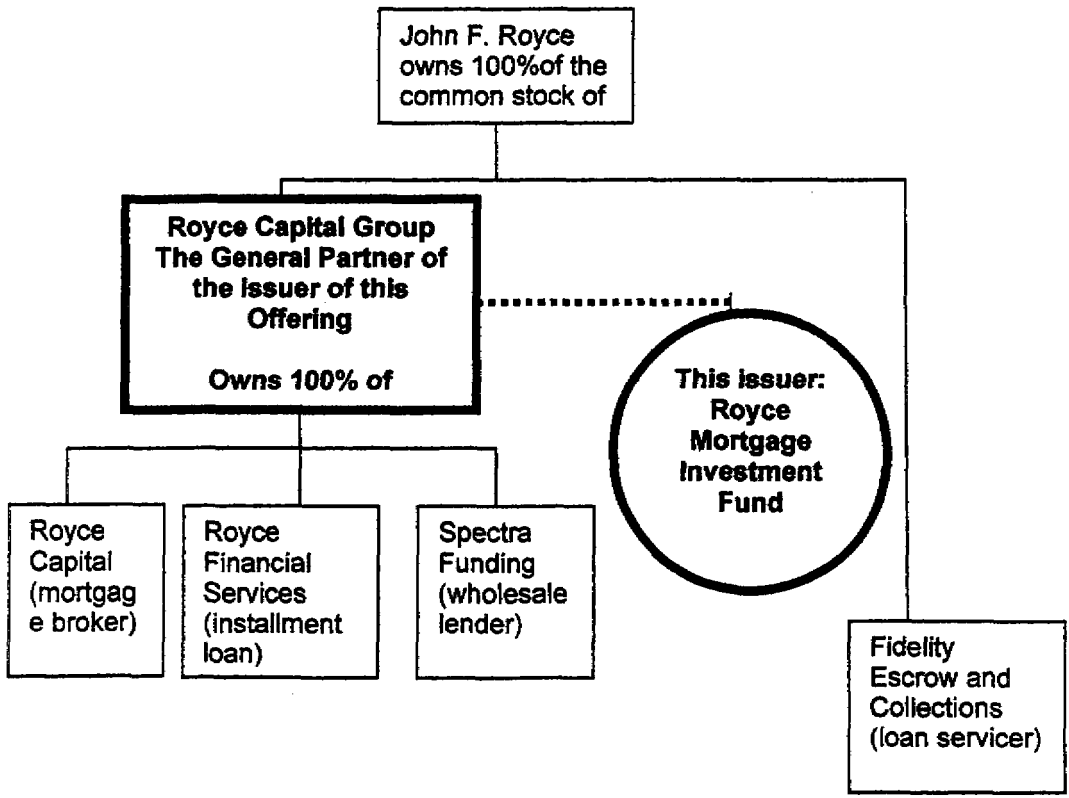 John F. Royce
owns 100%of the
common stock of
Royce Capital Group
The General Partner of
the issuer of this
Offering
Owns 100% of
This issuer:
Royce
Mortgage
Investment
Fund
Royce
Capital
(mortgag
e broker)
Royce
Financial
Services
(installment
loan)
Spectra
Funding
(wholesale
lender)
Fidelity
Escrow and
Collections
(loan servicer)